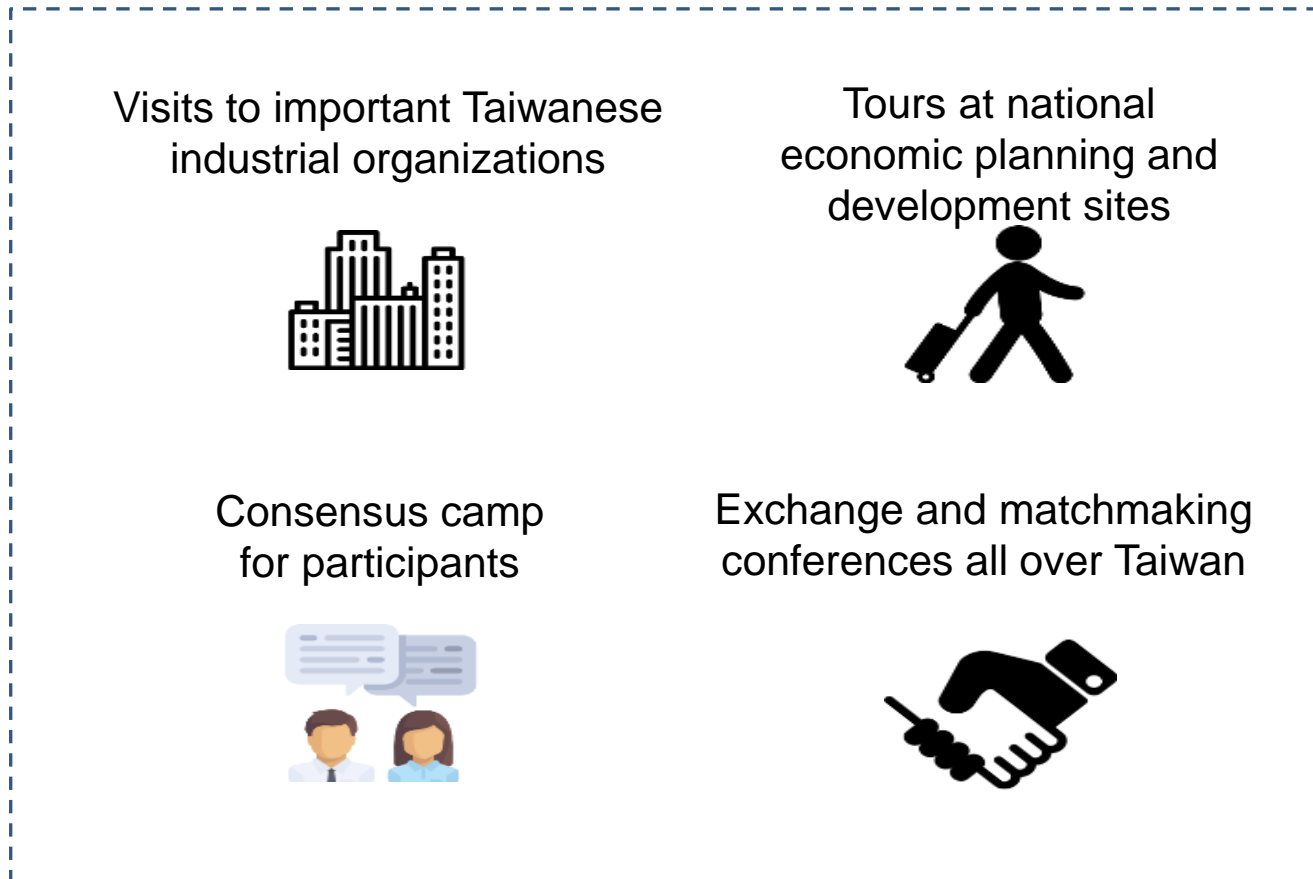 Visits to important Taiwanese
industrial organizations
Tours at national
economic planning and
development sites
Consensus camp
for participants
Exchange and matchmaking
conferences all over Taiwan